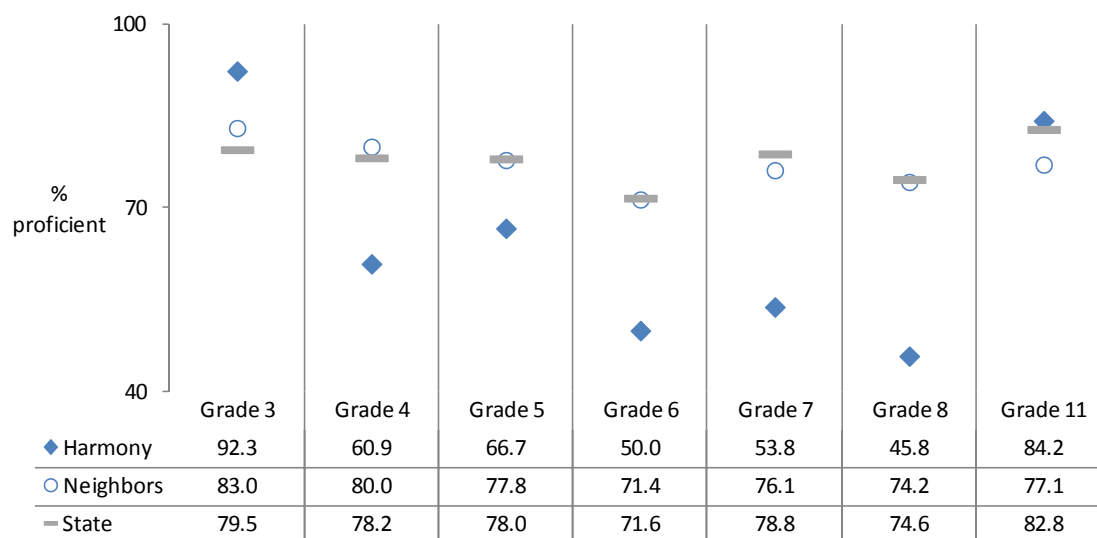 100
70
40
%
proficient
Grade 3 Grade 4 Grade 5 Grade 6 Grade 7 Grade 8 Grade 11
Harmony 92.3 60.9 66.7 50.0 53.8 45.8 84.2
Neighbors 83.0 80.0 77.8 71.4 76.1 74.2 77.1
State 79.5 78.2 78.0 71.6 78.8 74.6 82.8